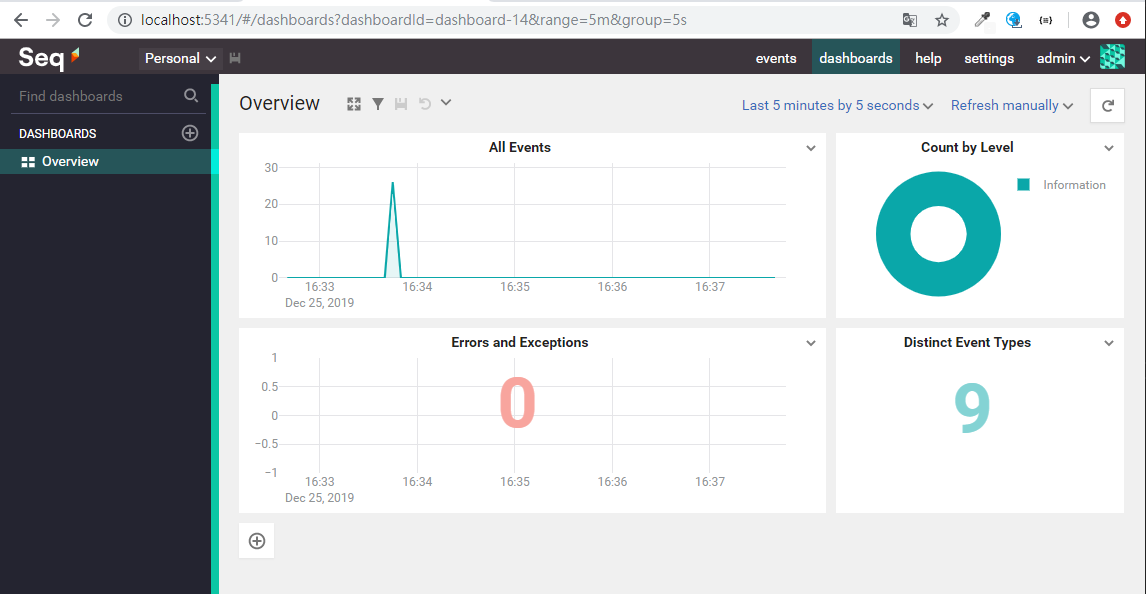 localhost:5341/#/dashboards?dashboardId=dashboard-14&range=5m&group=5s
Seq Personal events dashboards help settings admin
Find dashboards
DASHBOARDS
Overview
Overview Last 5 minutes by 5 seconds Refresh manually
All Events
30
20
10
0
16:33 16:34 16:35 16:36 16:37
Dec 25, 2019
Count by Level
Information
Errors and Exceptions
1
0.5
0
−0.5
−1
0
16:33 16:34 16:35 16:36 16:37
Dec 25, 2019
Distinct Event Types
9